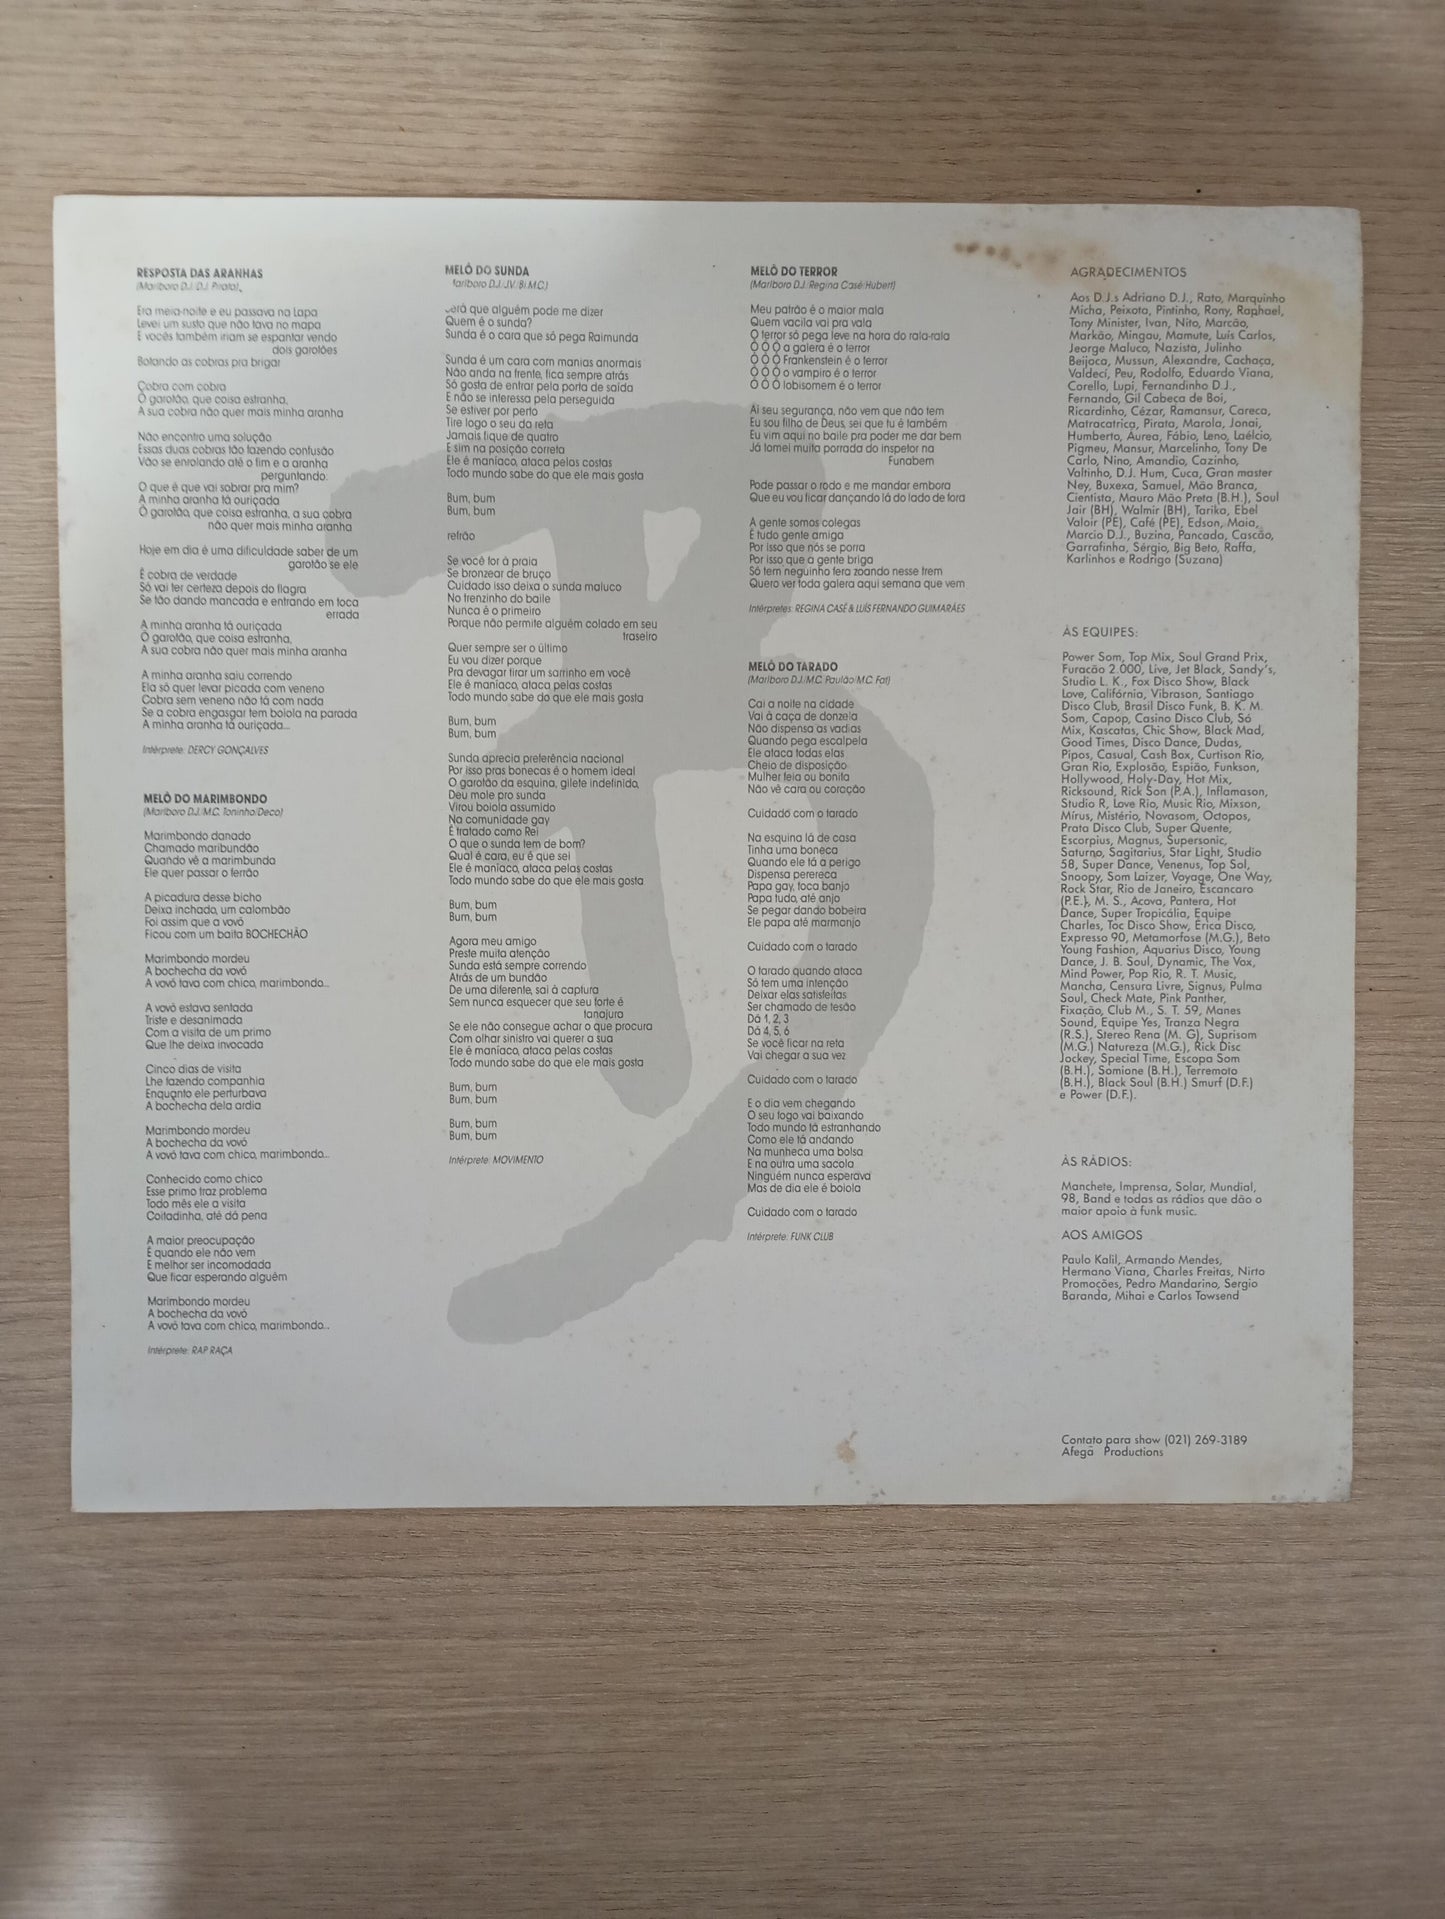 RESPOSTA DAS ARANHAS
(Marlboro D.J./D.J. Pirata)
Era meia-noite e eu passava na Lapa
Levei um susto que não tava no mapa
E vocês também iriam se espantar vendo
dois garotões
Botando as cobras pra brigar
Cobra com cobra
Ô garotão, que coisa estranha,
A sua cobra não quer mais minha aranha
Não encontro uma solução
Essas duas cobras tão fazendo confusão
Vão se enrolando até o fim e a aranha
perguntando.
O que é que vai sobrar pra mim?
A minha aranha tá ouriçada
Ô garotão, que coisa estranha, a sua cobra
não quer mais minha aranha
Hoje em dia é uma dificuldade saber de um
garotão se ele
É cobra de verdade
Só vai ter certeza depois do flagra
Se tão dando mancada e entrando em toca
errada
A minha aranha tá ouriçada
Ô garotão, que coisa estranha,
A sua cobra não quer mais minha aranha
A minha aranha saiu correndo
Ela só quer levar picada com veneno
Cobra sem veneno não tá com nada
Se a cobra engasgar tem boiola na parada
A minha aranha tá ouriçada...
Intérprete: DERCY GONÇALVES
MELÔ DO MARIMBONDO
(Marlboro D.J./M.C. Toninho/Deco)
Marimbondo danado
Chamado maribundão
Quando vê a marimbunda
Ele quer passar o ferrão
A picadura desse bicho
Deixa inchado, um calombão
Foi assim que a vovó
Ficou com um baita BOCHECHÃO
Marimbondo mordeu
A bochecha da vovó
A vovó tava com chico, marimbondo...
A vovó estava sentada
Triste e desanimada
Com a visita de um primo
Que lhe deixa invocada
Cinco dias de visita
Lhe fazendo companhia
Enquanto ele perturbava
A bochecha dela ardia
Marimbondo mordeu
A bochecha da vovó
A vovó tava com chico, marimbondo...
Conhecido como chico
Esse primo traz problema
Todo mês ele a visita
Coitadinha, até dá pena
A maior preocupação
É quando ele não vem
É melhor ser incomodada
Que ficar esperando alguém
Marimbondo mordeu
A bochecha da vovó
A vovó tava com chico, marimbondo...
Intérprete: RAP RAÇA
MELÔ DO SUNDA
arlboro D.J./JV/B/M.C.)
erá que alguém pode me dizer
Quem é o sunda?
Sunda é o cara que só pega Raimunda
Sunda é um cara com manias anormais
Não anda na frente, fica sempre atrás
Só gosta de entrar pela porta de saída
E não se interessa pela perseguida
Se estiver por perto
Tire logo o seu da reta
Jamais fique de quatro
E sim na posição correta
Ele é maníaco, ataca pelas costas
Todo mundo sabe do que ele mais gosta
Bum, bum
Bum, bum
refrão
Se você for à praia
Se bronzear de bruço
Cuidado isso deixa o sunda maluco
No trenzinho do baile
Nunca é o primeiro
Porque não permite alguém colado em seu
traseiro
Quer sempre ser o último
Eu vou dizer porque
Pra devagar tirar um sarrinho em você
Ele é maníaco, ataca pelas costas
Todo mundo sabe do que ele mais gosta
Bum, bum
Bum, bum
Sunda aprecia preferência nacional
Por isso pras bonecas é o homem ideal
O garotão da esquina, gilete indefinido,
Deu mole pro sunda
Virou boiola assumido
Na comunidade gay
É tratado como Rei
O que o sunda tem de bom?
Qual é cara, eu é que sei
Ele é maníaco, ataca pelas costas
Todo mundo sabe do que ele mais gosta
Bum, bum
Bum, bum
Agora meu amigo
Preste muita atenção
Sunda está sempre correndo
Atrás de um bundão
De uma diferente, sai à captura
Sem nunca esquecer que seu forte é
tanajura
Se ele não consegue achar o que procura
Com olhar sinistro vai querer a sua
Ele é maníaco, ataca pelas costas
Todo mundo sabe do que ele mais gosta
Bum, bum
Bum, bum
Bum, bum
Bum, bum
Intérprete: MOVIMENTO
MELÔ DO TERROR
(Marlboro D.J./Regina Casé/Hubert)
Meu patrão é o maior mala
Quem vacila vai pra vala
O terror só pega leve na hora do rala-rala
Ô Ô Ô a galera é o terror
Ô Ô Ô Frankenstein é o terror
Ô Ô Ô o vampiro é o terror
Ô Ô Ô lobisomem é o terror
Aí seu segurança, não vem que não tem
Eu sou filho de Deus, sei que tu é também
Eu vim aqui no baile pra poder me dar bem
Já tomei muita porrada do inspetor na
Funabem
Pode passar o rodo e me mandar embora
Que eu vou ficar dançando lá do lado de fora
A gente somos colegas
É tudo gente amiga
Por isso que nós se porra
Por isso que a gente briga
Só tem neguinho fera zoando nesse trem
Quero ver toda galera aqui semana que vem
Intérpretes: REGINA CASÉ & LUÍS FERNANDO GUIMARÃES
MELÔ DO TARADO
(Marlboro D.J./M.C. Paulão/M.C. Fat)
Cai a noite na cidade
Vai à caça de donzela
Não dispensa as vadias
Quando pega escalpela
Ele ataca todas elas
Cheio de disposição
Mulher feia ou bonita
Não vê cara ou coração
Cuidado com o tarado
Na esquina lá de casa
Tinha uma boneca
Quando ele tá a perigo
Dispensa perereca
Papa gay, toca banjo
Papa tudo, até anjo
Se pegar dando bobeira
Ele papa até marmanjo
Cuidado com o tarado
O tarado quando ataca
Só tem uma intenção
Deixar elas satisfeitas
Ser chamado de tesão
Dá 1, 2, 3
Dá 4, 5, 6
Se você ficar na reta
Vai chegar a sua vez
Cuidado com o tarado
E o dia vem chegando
O seu fogo vai baixando
Todo mundo tá estranhando
Como ele tá andando
Na munheca uma bolsa
E na outra uma sacola
Ninguém nunca esperava
Mas de dia ele é boiola
Cuidado com o tarado
Intérprete: FUNK CLUB
AGRADECIMENTOS
Aos D.J.s Adriano D.J., Rato, Marquinho
Micha, Peixota, Pintinho, Rony, Raphael,
Tony Minister, Ivan, Nito, Marcão,
Markão, Mingau, Mamute, Luís Carlos,
Jeorge Maluco, Nazista, Julinho
Beijoca, Mussun, Alexandre, Cachaça,
Valdeci, Peu, Rodolfo, Eduardo Viana,
Corello, Lupi, Fernandinho D.J.,
Fernando, Gil Cabeça de Boi,
Ricardinho, Cézar, Ramansur, Careca,
Matracatrica, Pirata, Marola, Jonai,
Humberto, Áurea, Fábio, Leno, Laélcio,
Pigmeu, Mansur, Marcelinho, Tony De
Carlo, Nino, Amandio, Cazinho,
Valtinho, D.J. Hum, Cuca, Gran master
Ney, Buxexa, Samuel, Mão Branca,
Cientista, Mauro Mão Preta (B.H.), Soul
Jair (BH), Walmir (BH), Tarika, Ebel
Valoir (PE), Café (PE), Edson, Maia,
Marcio D.J., Buzina, Pancada, Cascão,
Garrafinha, Sérgio, Big Beto, Raffa,
Karlinhos e Rodrigo (Suzana)
ÀS EQUIPES:
Power Som, Top Mix, Soul Grand Prix,
Furacão 2.000, Live, Jet Black, Sandy's,
Studio L. K., Fox Disco Show, Black
Love, Califórnia, Vibrason, Santiago
Disco Club, Brasil Disco Funk, B. K. M.
Som, Capop, Casino Disco Club, Só
Mix, Kascatas, Chic Show, Black Mad,
Good Times, Disco Dance, Dudas,
Pipos, Casual, Cash Box, Curtison Rio,
Gran Rio, Explosão, Espião, Funkson,
Hollywood, Holy-Day, Hot Mix,
Ricksound, Rick Son (P.A.), Inflamason,
Studio R, Love Rio, Music Rio, Mixson,
Mírus, Mistério, Novasom, Octopos,
Prata Disco Club, Super Quente,
Escorpius, Magnus, Supersonic,
Saturno, Sagitarius, Star Light, Studio
58, Super Dance, Venenus, Top Sol,
Snoopy, Som Laizer, Voyage, One Way,
Rock Star, Rio de Janeiro, Escancaro
(P.E.), M. S., Acova, Pantera, Hot
Dance, Super Tropicália, Equipe
Charles, Toc Disco Show, Erica Disco,
Expresso 90, Metamorfose (M.G.), Beto
Young Fashion, Aquarius Disco, Young
Dance, J. B. Soul, Dynamic, The Vox,
Mind Power, Pop Rio, R. T. Music,
Mancha, Censura Livre, Signus, Pulma
Soul, Check Mate, Pink Panther,
Fixação, Club M., S. T. 59, Manes
Sound, Equipe Yes, Tranza Negra
(R.S.), Stereo Rena (M. G), Suprisom
(M.G.) Natureza (M.G.), Rick Disc
Jockey, Special Time, Escopa Som
(B.H.), Somione (B.H.), Terremoto
(B.H.), Black Soul (B.H.) Smurf (D.F.)
e Power (D.F.).
ÀS RÁDIOS:
Manchete, Imprensa, Solar, Mundial,
98, Band e todas as rádios que dão o
maior apoio à funk music.
AOS AMIGOS
Paulo Kalil, Armando Mendes,
Hermano Viana, Charles Freitas, Nirto
Promoções, Pedro Mandarino, Sergio
Baranda, Mihai e Carlos Towsend
Contato para show (021) 269-3189
Afegã Productions